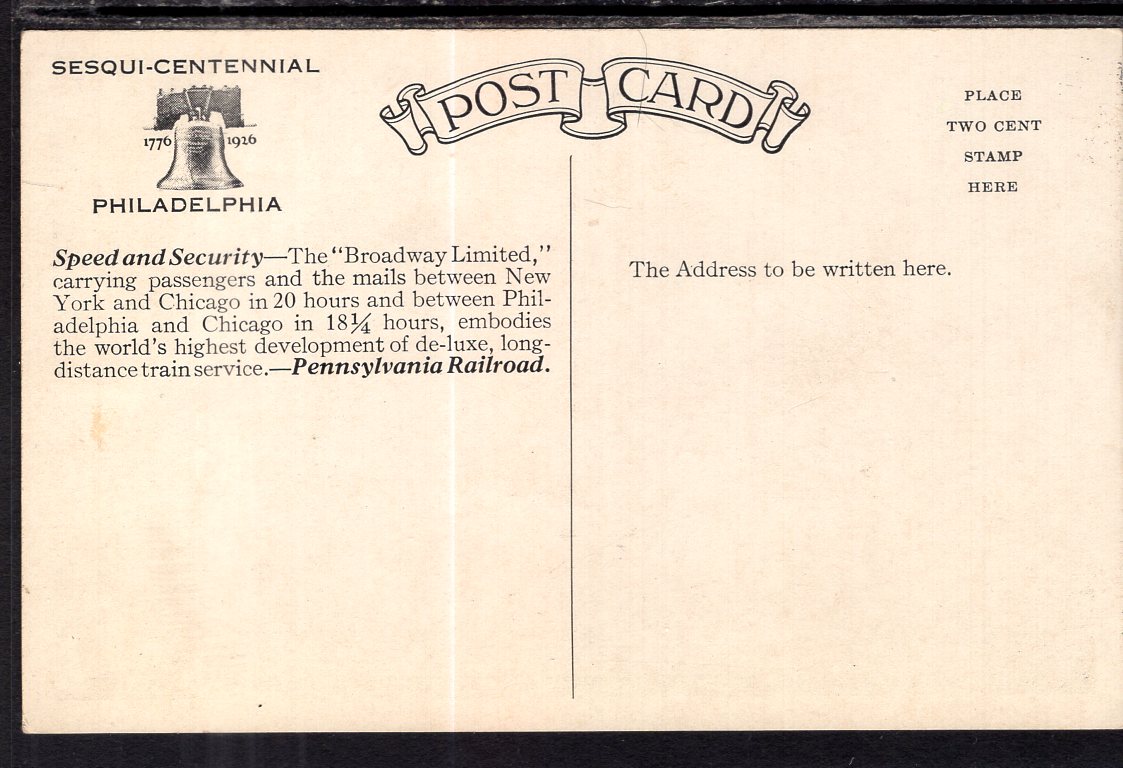 SESQUI-CENTENNIAL
1776 1926
PHILADELPHIA
POST CARD
PLACE
TWO CENT
STAMP
HERE
Speed and Security—The "Broadway Limited,"
carrying passengers and the mails between New
York and Chicago in 20 hours and between Phil-
adelphia and Chicago in 18¼ hours, embodies
the world's highest development of de-luxe, long-
distance train service.—Pennsylvania Railroad.
The Address to be written here.